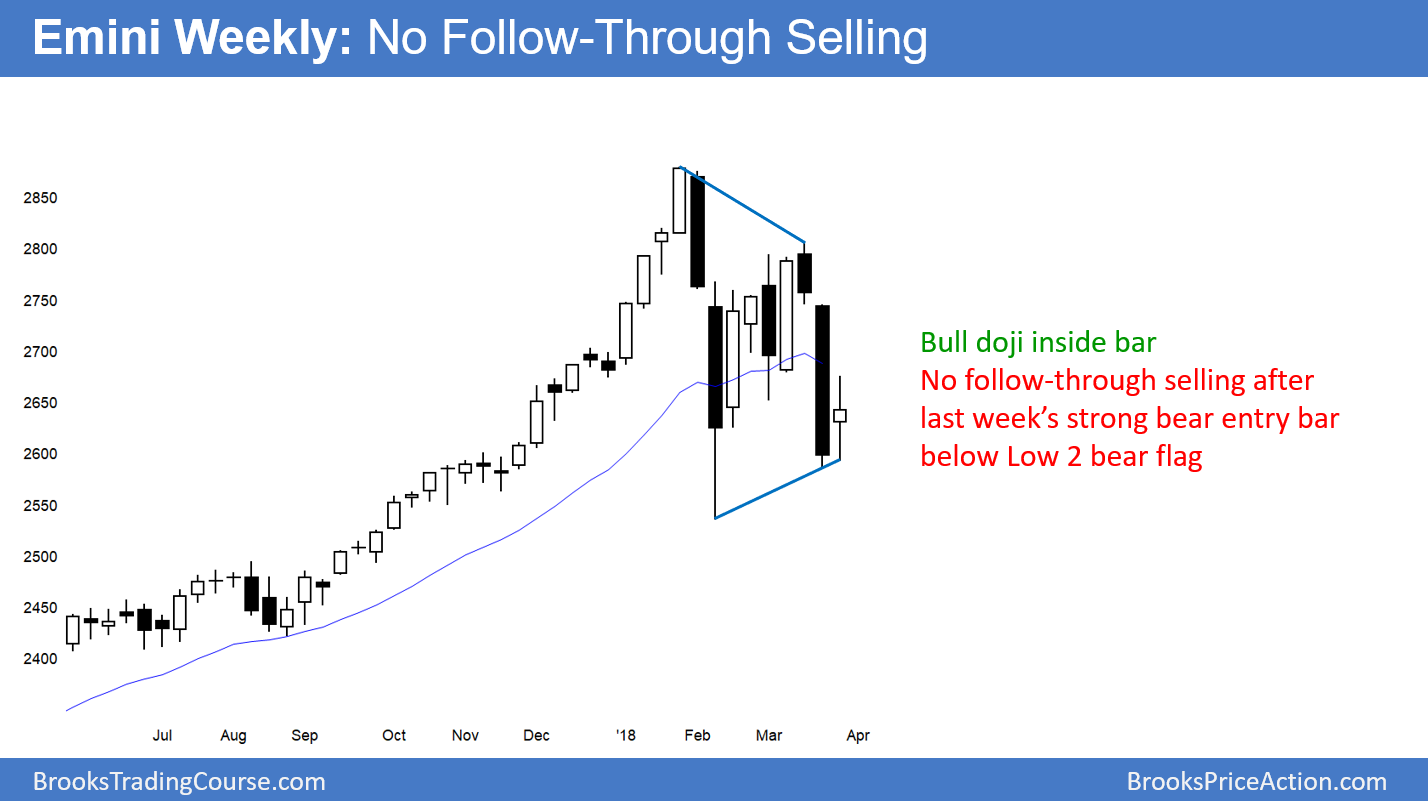 Emini Weekly: No Follow-Through Selling
2850
2800
2750
2700
2650
2600
2550
2500
2450
2400
Bull doji inside bar
No follow-through selling after
last week’s strong bear entry bar
below Low 2 bear flag
Jul Aug Sep Oct Nov Dec '18 Feb Mar Apr
BrooksTradingCourse.com BrooksPriceAction.com